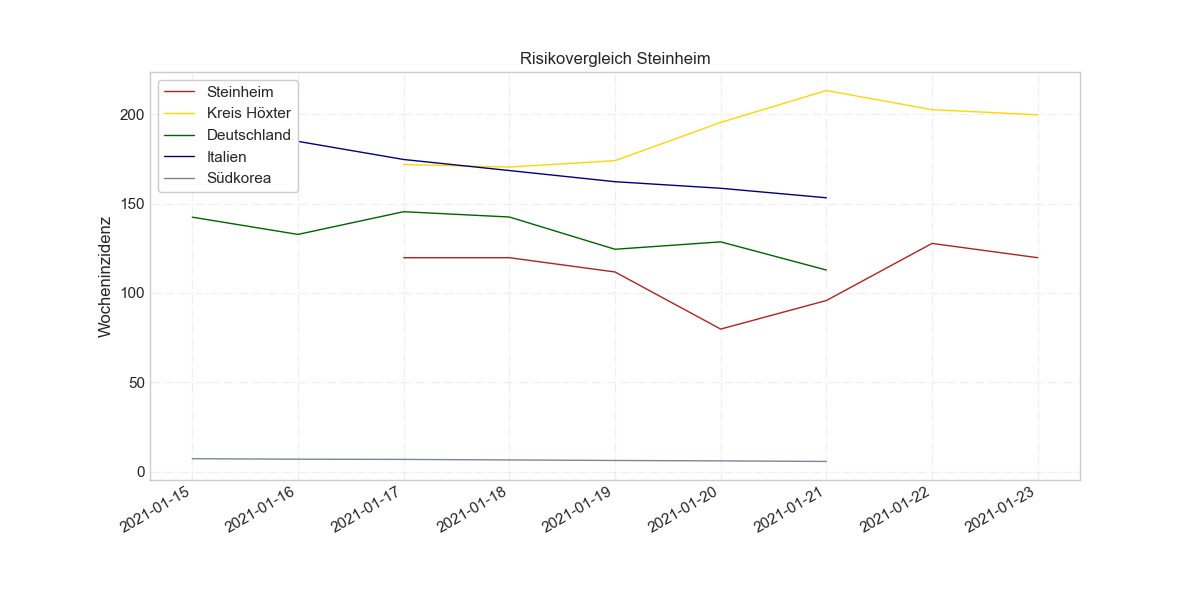 Risikovergleich Steinheim
Steinheim
Kreis Höxter
Deutschland
Italien
Südkorea
Wocheninzidenz
200
150
100
50
0
2021-01-15
2021-01-16
2021-01-17
2021-01-18
2021-01-19
2021-01-20
2021-01-21
2021-01-22
2021-01-23